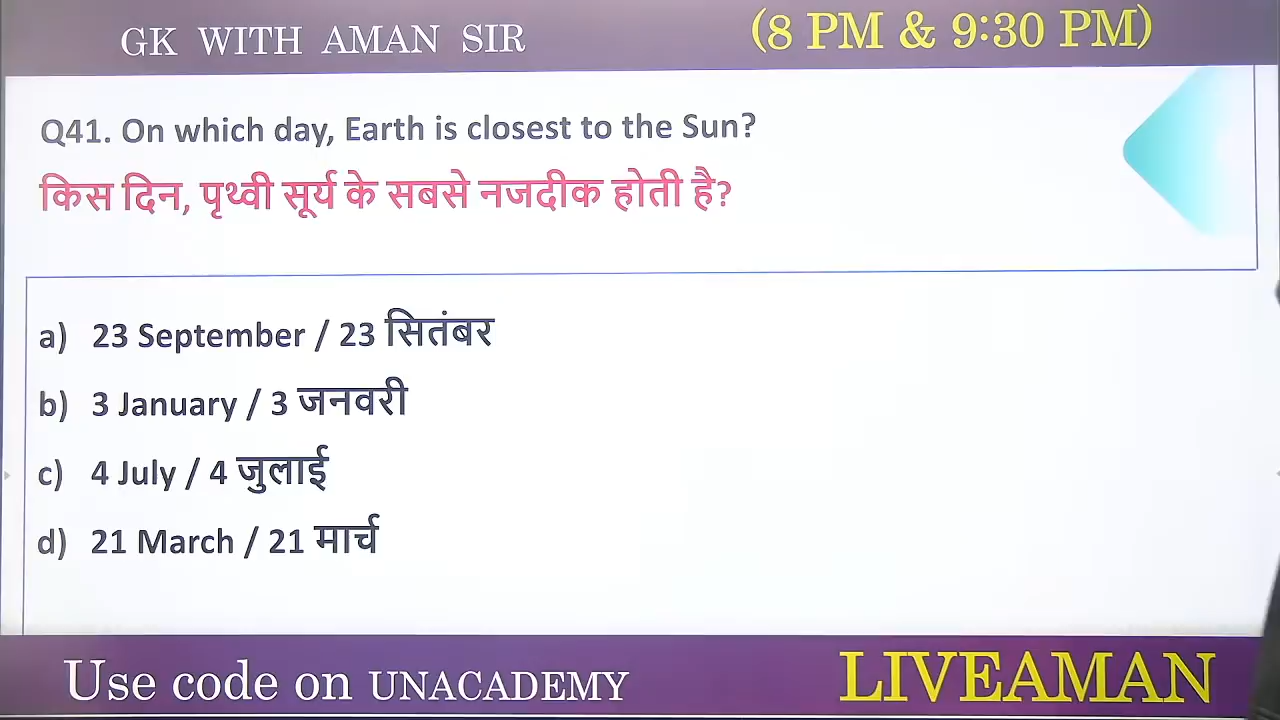 GK WITH AMAN SIR (8 PM & 9:30 PM)
Q41. On which day, Earth is closest to the Sun?
किस दिन, पृथ्वी सूर्य के सबसे नजदीक होती है?
a) 23 September / 23 सितंबर
b) 3 January / 3 जनवरी
c) 4 July / 4 जुलाई
d) 21 March / 21 मार्च
Use code on UNACADEMY LIVEAMAN